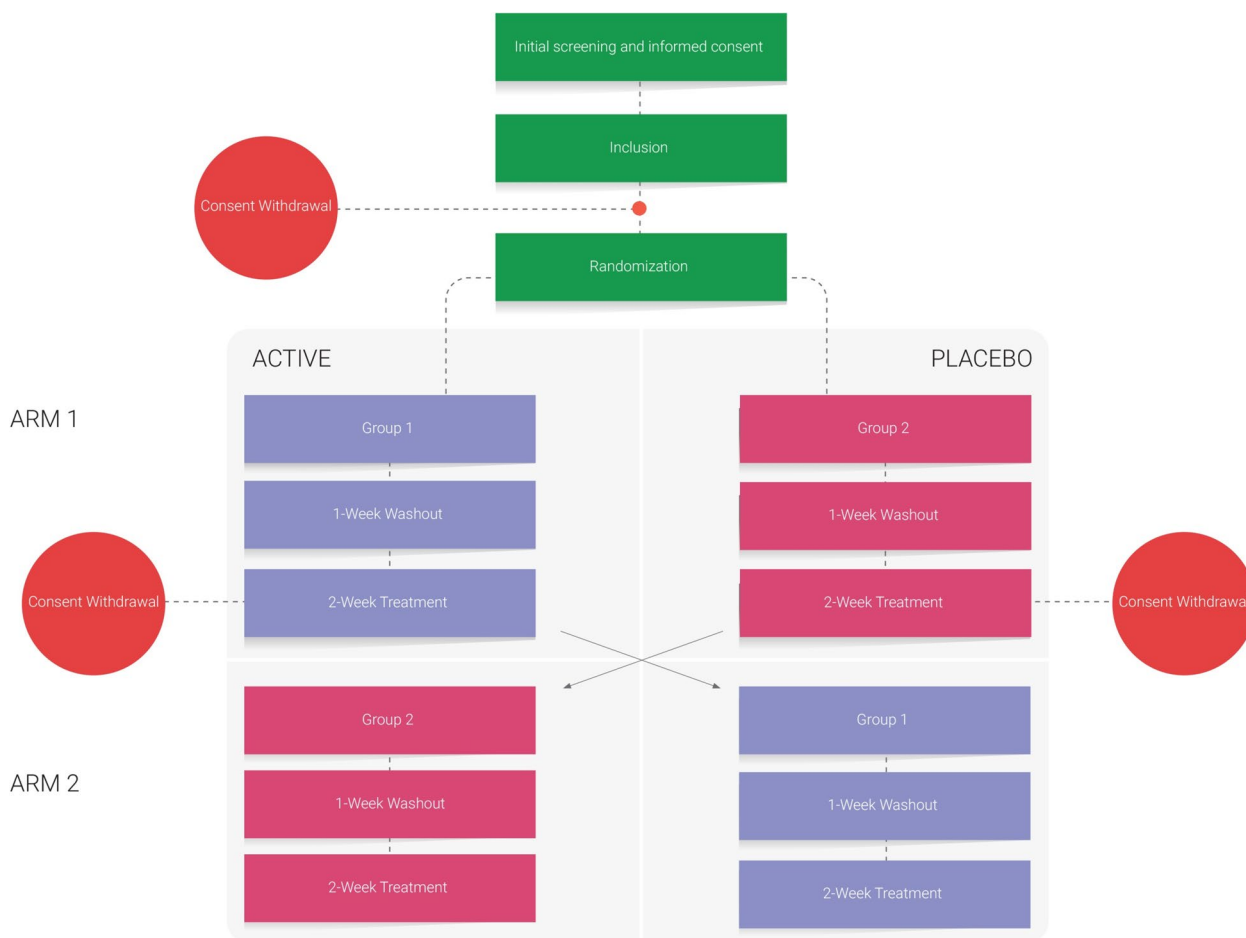 Initial screening and informed consent
Inclusion
Consent Withdrawal
Randomization
ACTIVE
PLACEBO
ARM 1
Group 1
Group 2
1-Week Washout
1-Week Washout
Consent Withdrawal
2-Week Treatment
2-Week Treatment
Consent Withdrawal
Group 2
Group 1
ARM 2
1-Week Washout
1-Week Washout
2-Week Treatment
2-Week Treatment